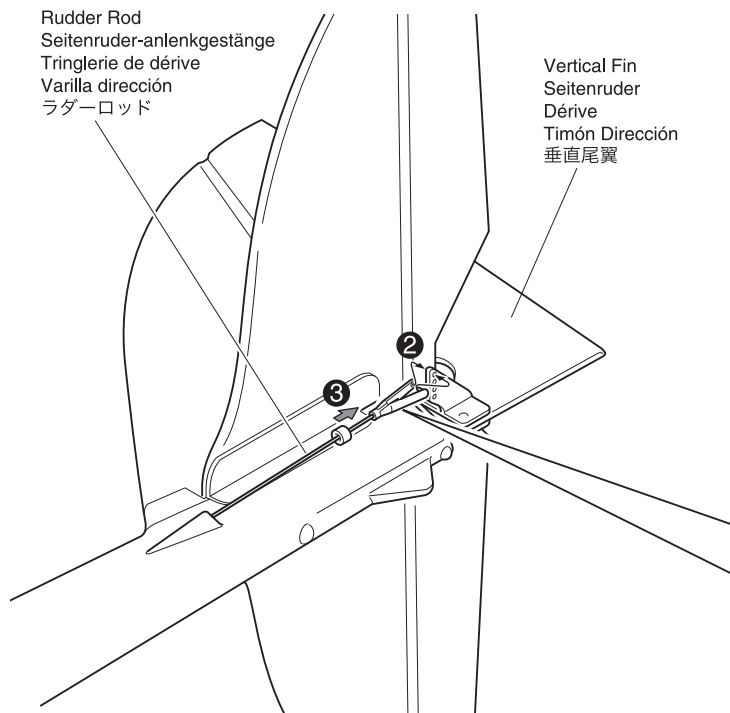 Rudder Rod
Seitenruder-anlenkgestänge
Tringlerie de dérive
Varilla dirección
ラダーロッド
Vertical Fin
Seitenruder
Dérive
Timón Dirección
垂直尾翼
2
3